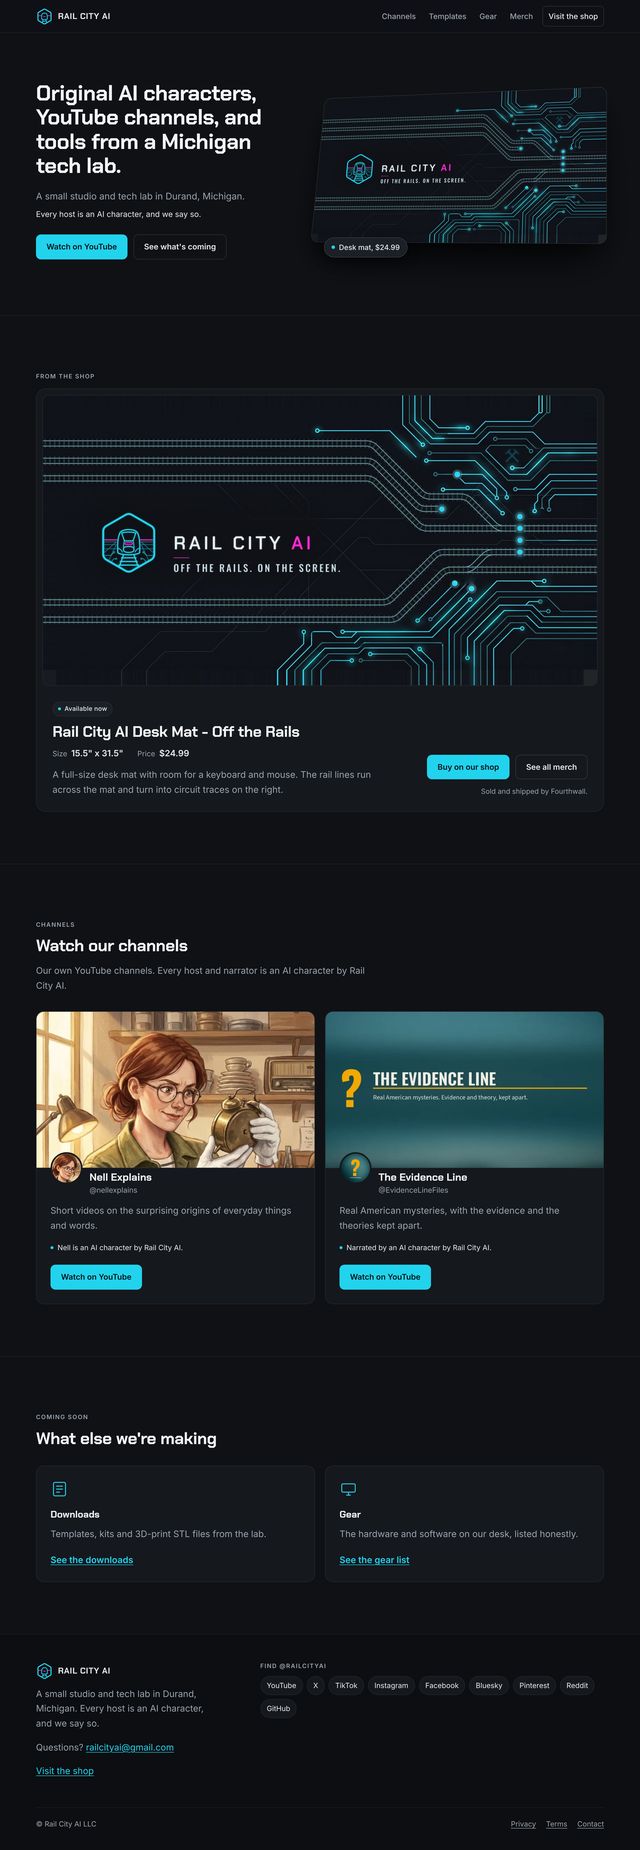 RAIL CITY AI
Channels
Templates
Gear
Merch
Visit the shop
Original AI characters,
YouTube channels, and
tools from a Michigan
tech lab.
A small studio and tech lab in Durand, Michigan.
Every host is an AI character, and we say so.
Watch on YouTube
See what's coming
RAIL CITY AI
OFF THE RAILS. ON THE SCREEN.
Desk mat, $24.99
FROM THE SHOP
RAIL CITY AI
OFF THE RAILS. ON THE SCREEN.
Available now
Rail City AI Desk Mat - Off the Rails
Size 15.5" x 31.5" Price $24.99
A full-size desk mat with room for a keyboard and mouse. The rail lines run
across the mat and turn into circuit traces on the right.
Buy on our shop
See all merch
Sold and shipped by Fourthwall.
CHANNELS
Watch our channels
Our own YouTube channels. Every host and narrator is an AI character by Rail
City AI.
Nell Explains
@nellexplains
Short videos on the surprising origins of everyday things
and words.
Nell is an AI character by Rail City AI.
Watch on YouTube
?
THE EVIDENCE LINE
Real American mysteries. Evidence and theory, kept apart.
?
The Evidence Line
@EvidenceLineFiles
Real American mysteries, with the evidence and the
theories kept apart.
Narrated by an AI character by Rail City AI.
Watch on YouTube
COMING SOON
What else we're making
Downloads
Templates, kits and 3D-print STL files from the lab.
See the downloads
Gear
The hardware and software on our desk, listed honestly.
See the gear list
RAIL CITY AI
A small studio and tech lab in Durand,
Michigan. Every host is an AI character,
and we say so.
Questions? railcityai@gmail.com
Visit the shop
FIND @RAILCITYAI
YouTube
X
TikTok
Instagram
Facebook
Bluesky
Pinterest
Reddit
GitHub
© Rail City AI LLC
Privacy
Terms
Contact